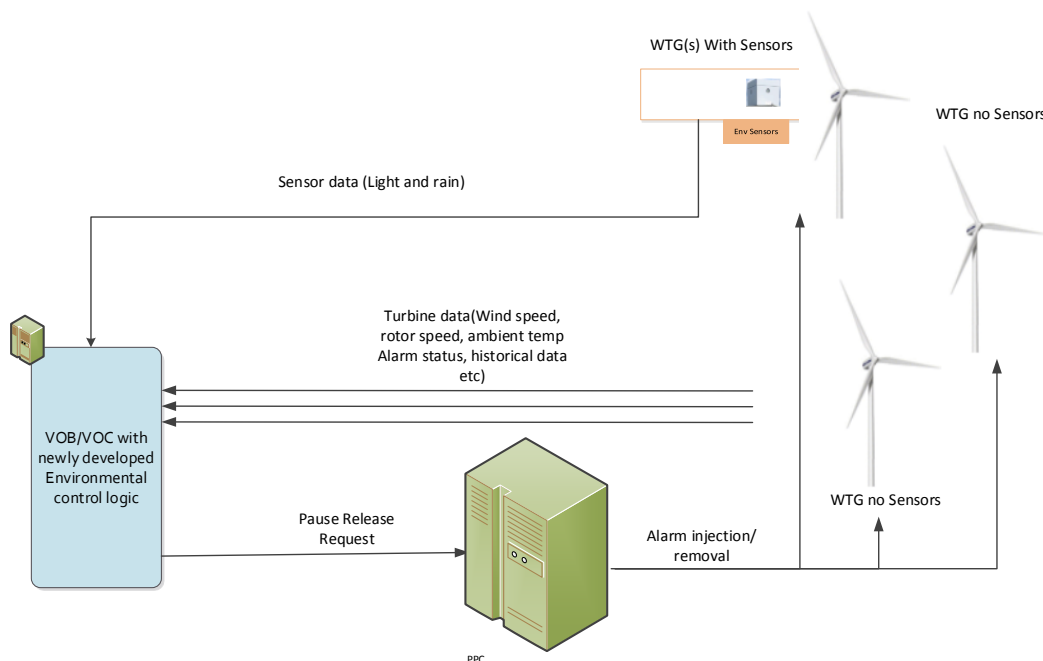 WTG(s) With Sensors
WTG no Sensors
Env Sensors
Sensor data (Light and rain)
Turbine data(Wind speed,
rotor speed, ambient temp
Alarm status, historical data
etc)
VOB/VOC with
newly developed
Environmental
control logic
WTG no Sensors
Pause Release
Request
Alarm injection/
removal
PPC